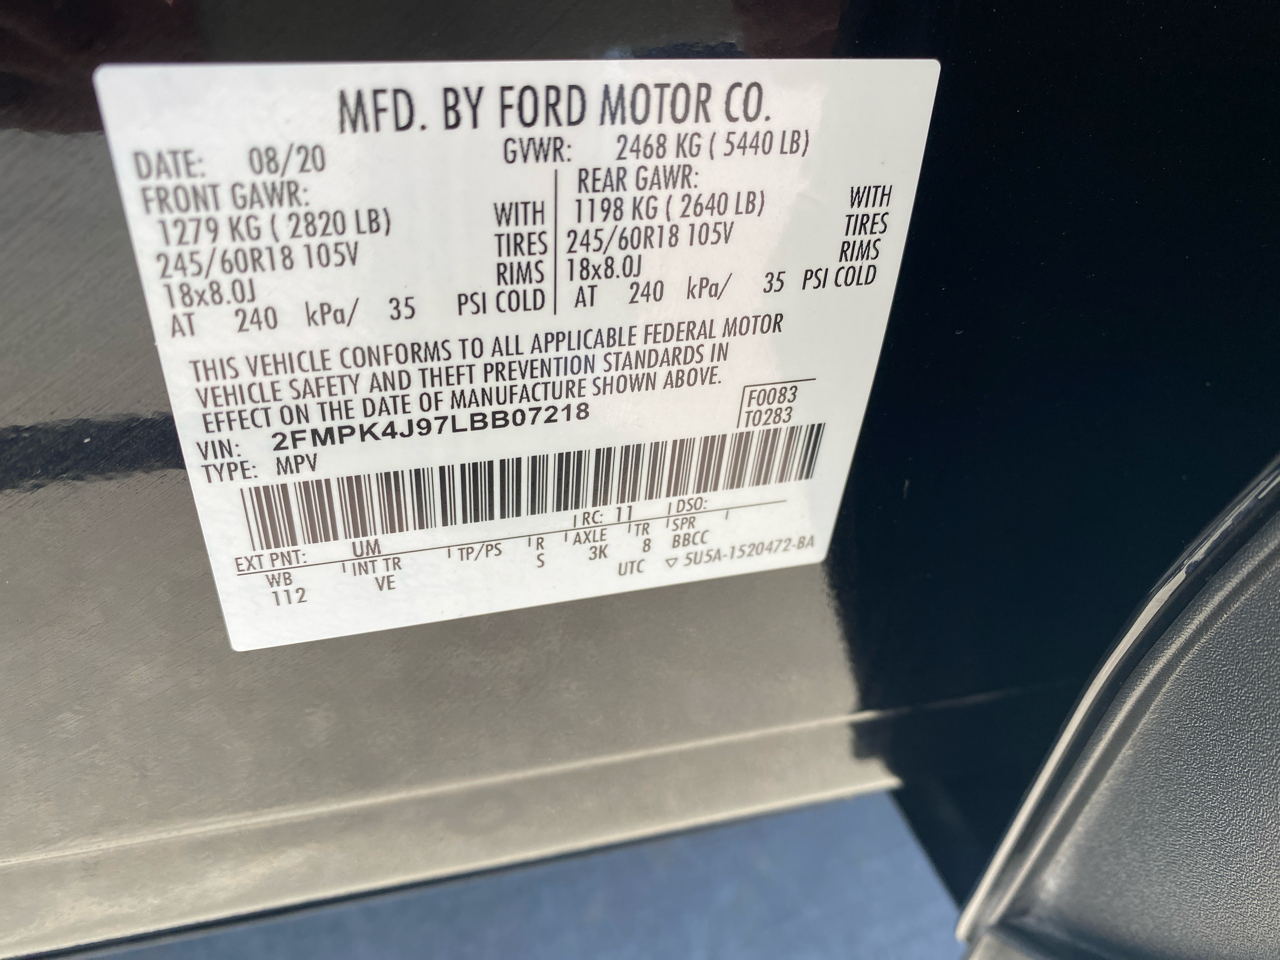 MFD. BY FORD MOTOR CO.
DATE: 08/20 GVWR: 2468 KG ( 5440 LB)
FRONT GAWR: REAR GAWR:
1279 KG ( 2820 LB) WITH 1198 KG ( 2640 LB) WITH
245/60R18 105V TIRES 245/60R18 105V TIRES
18x8.0J RIMS 18x8.0J RIMS
AT 240 kPa/ 35 PSI COLD AT 240 kPa/ 35 PSI COLD
THIS VEHICLE CONFORMS TO ALL APPLICABLE FEDERAL MOTOR
VEHICLE SAFETY AND THEFT PREVENTION STANDARDS IN
EFFECT ON THE DATE OF MANUFACTURE SHOWN ABOVE.
F0083
VIN: 2FMPK4J97LBB07218 T0283
TYPE: MPV
EXT PNT: UM RC: 11 DSO:
WB INT TR TP/PS R AXLE TR SPR
112 VE S 3K 8 BBCC
UTC ▽ 5U5A-1520472-BA